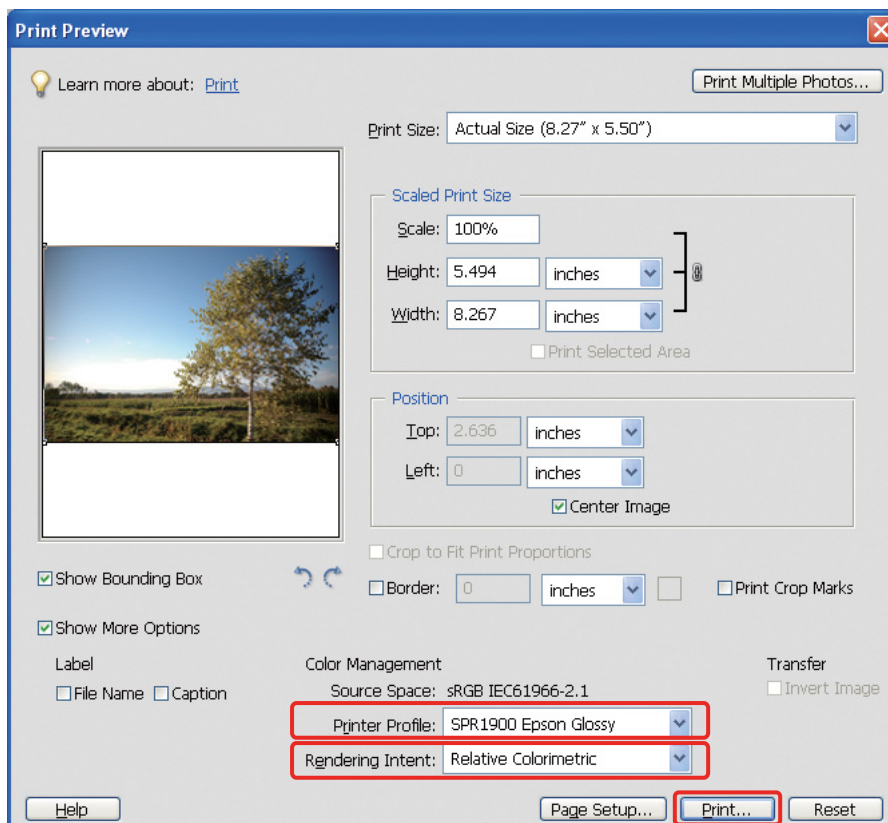 Print Preview
Learn more about: Print
Print Multiple Photos...
Print Size: Actual Size (8.27" x 5.50")
Scaled Print Size
Scale: 100%
Height: 5.494 inches
Width: 8.267 inches
Print Selected Area
Position
Top: 2.636 inches
Left: 0 inches
Center Image
Crop to Fit Print Proportions
Show Bounding Box
Border: 0 inches
Print Crop Marks
Show More Options
Label
File Name Caption
Color Management
Source Space: sRGB IEC61966-2.1
Printer Profile: SPR1900 Epson Glossy
Rendering Intent: Relative Colorimetric
Transfer
Invert Image
Help
Page Setup...
Print...
Reset